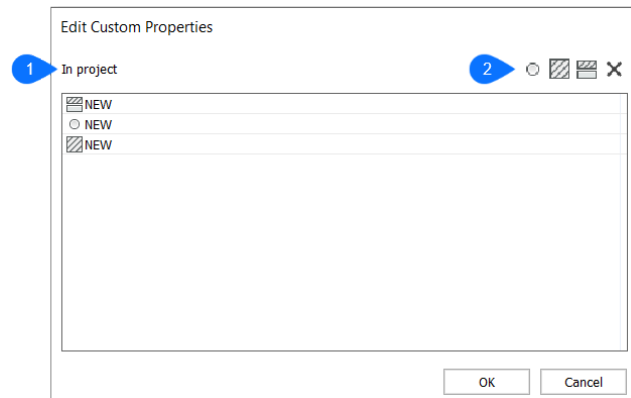 Edit Custom Properties
1 In project 2
NEW
NEW
NEW
OK Cancel